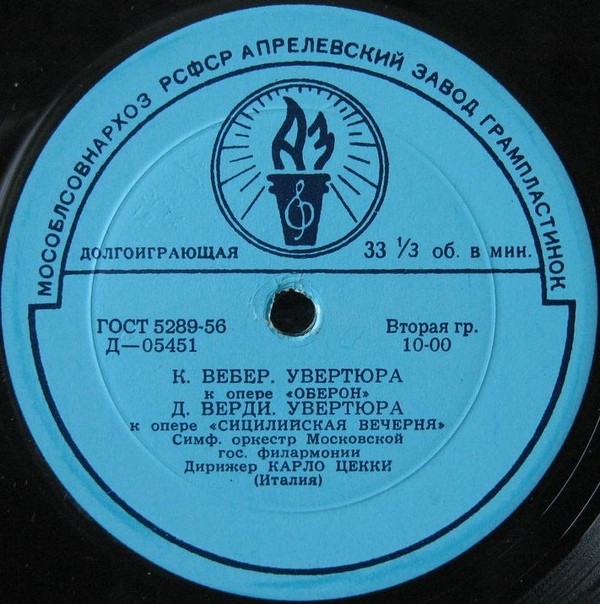 МОСОБЛСОВНАРХОЗ РСФСР АПРЕЛЕВСКИЙ ЗАВОД ГРАМПЛАСТИНОК
АЗ
ДОЛГОИГРАЮЩАЯ 33 1/3 об. в мин.
ГОСТ 5289-56 Вторая гр.
Д—05451 10-00
К. ВЕБЕР. УВЕРТЮРА
к опере «ОБЕРОН»
Д. ВЕРДИ. УВЕРТЮРА
к опере «СИЦИЛИЙСКАЯ ВЕЧЕРНЯ»
Симф. оркестр Московской
гос. филармонии
Дирижер КАРЛО ЦЕККИ
(Италия)